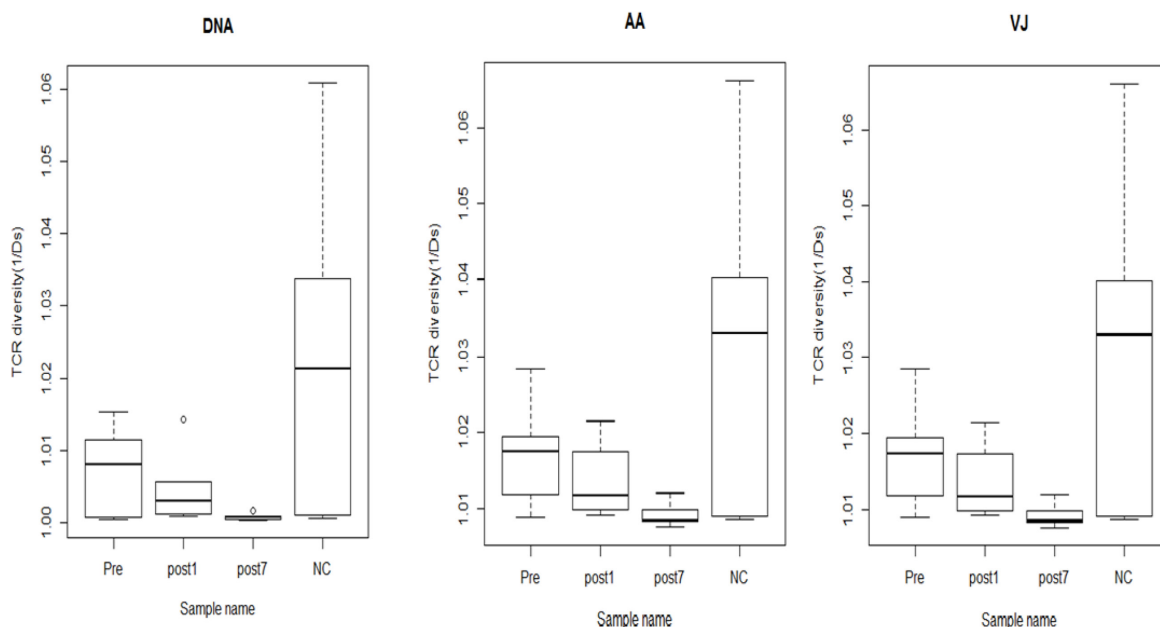 DNA
TCR diversity(1/Ds)
1.06
1.05
1.04
1.03
1.02
1.01
1.00
Pre post1 post7 NC
Sample name
AA
TCR diversity(1/Ds)
1.06
1.05
1.04
1.03
1.02
1.01
Pre post1 post7 NC
Sample name
VJ
TCR diversity(1/Ds)
1.06
1.05
1.04
1.03
1.02
1.01
Pre post1 post7 NC
Sample name